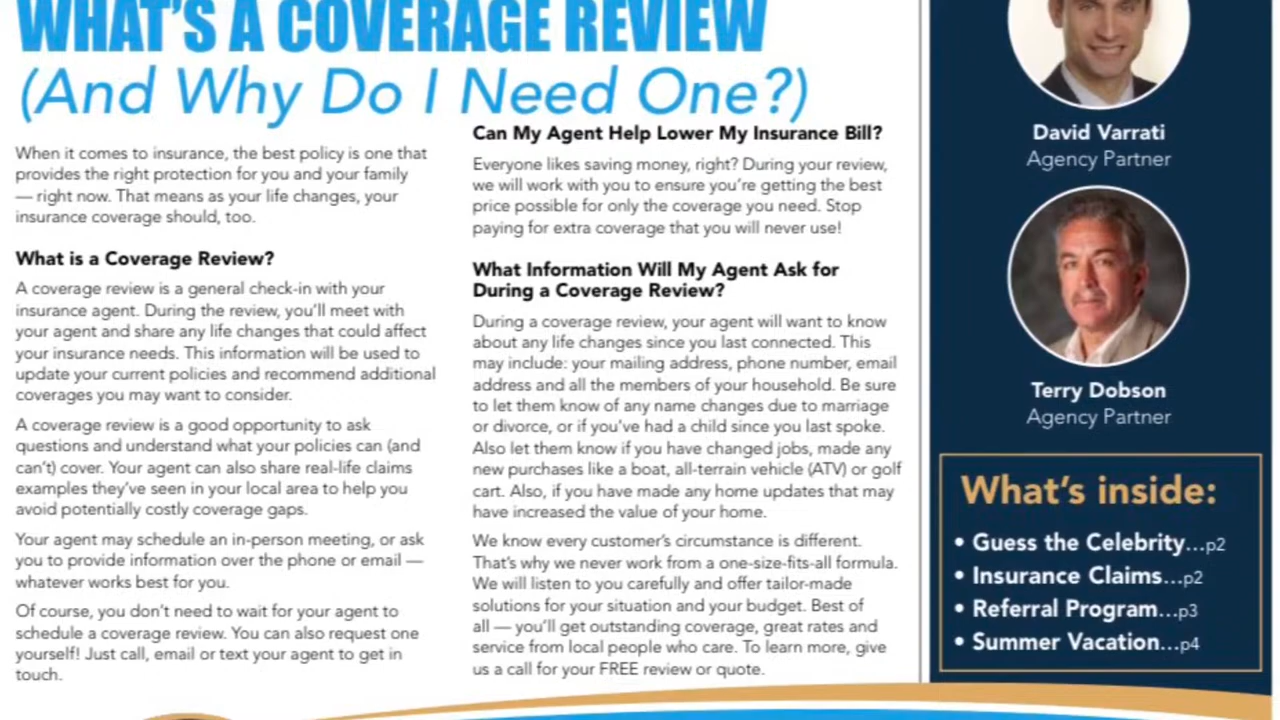 WHAT'S A COVERAGE REVIEW
(And Why Do I Need One?)
When it comes to insurance, the best policy is one that
provides the right protection for you and your family
— right now. That means as your life changes, your
insurance coverage should, too.
What is a Coverage Review?
A coverage review is a general check-in with your
insurance agent. During the review, you'll meet with
your agent and share any life changes that could affect
your insurance needs. This information will be used to
update your current policies and recommend additional
coverages you may want to consider.
A coverage review is a good opportunity to ask
questions and understand what your policies can (and
can't) cover. Your agent can also share real-life claims
examples they've seen in your local area to help you
avoid potentially costly coverage gaps.
Your agent may schedule an in-person meeting, or ask
you to provide information over the phone or email —
whatever works best for you.
Of course, you don't need to wait for your agent to
schedule a coverage review. You can also request one
yourself! Just call, email or text your agent to get in
touch.
Can My Agent Help Lower My Insurance Bill?
Everyone likes saving money, right? During your review,
we will work with you to ensure you're getting the best
price possible for only the coverage you need. Stop
paying for extra coverage that you will never use!
What Information Will My Agent Ask for
During a Coverage Review?
During a coverage review, your agent will want to know
about any life changes since you last connected. This
may include: your mailing address, phone number, email
address and all the members of your household. Be sure
to let them know of any name changes due to marriage
or divorce, or if you've had a child since you last spoke.
Also let them know if you have changed jobs, made any
new purchases like a boat, all-terrain vehicle (ATV) or golf
cart. Also, if you have made any home updates that may
have increased the value of your home.
We know every customer's circumstance is different.
That's why we never work from a one-size-fits-all formula.
We will listen to you carefully and offer tailor-made
solutions for your situation and your budget. Best of
all — you'll get outstanding coverage, great rates and
service from local people who care. To learn more, give
us a call for your FREE review or quote.
David Varrati
Agency Partner
Terry Dobson
Agency Partner
What's inside:
• Guess the Celebrity...p2
• Insurance Claims...p2
• Referral Program...p3
• Summer Vacation...p4